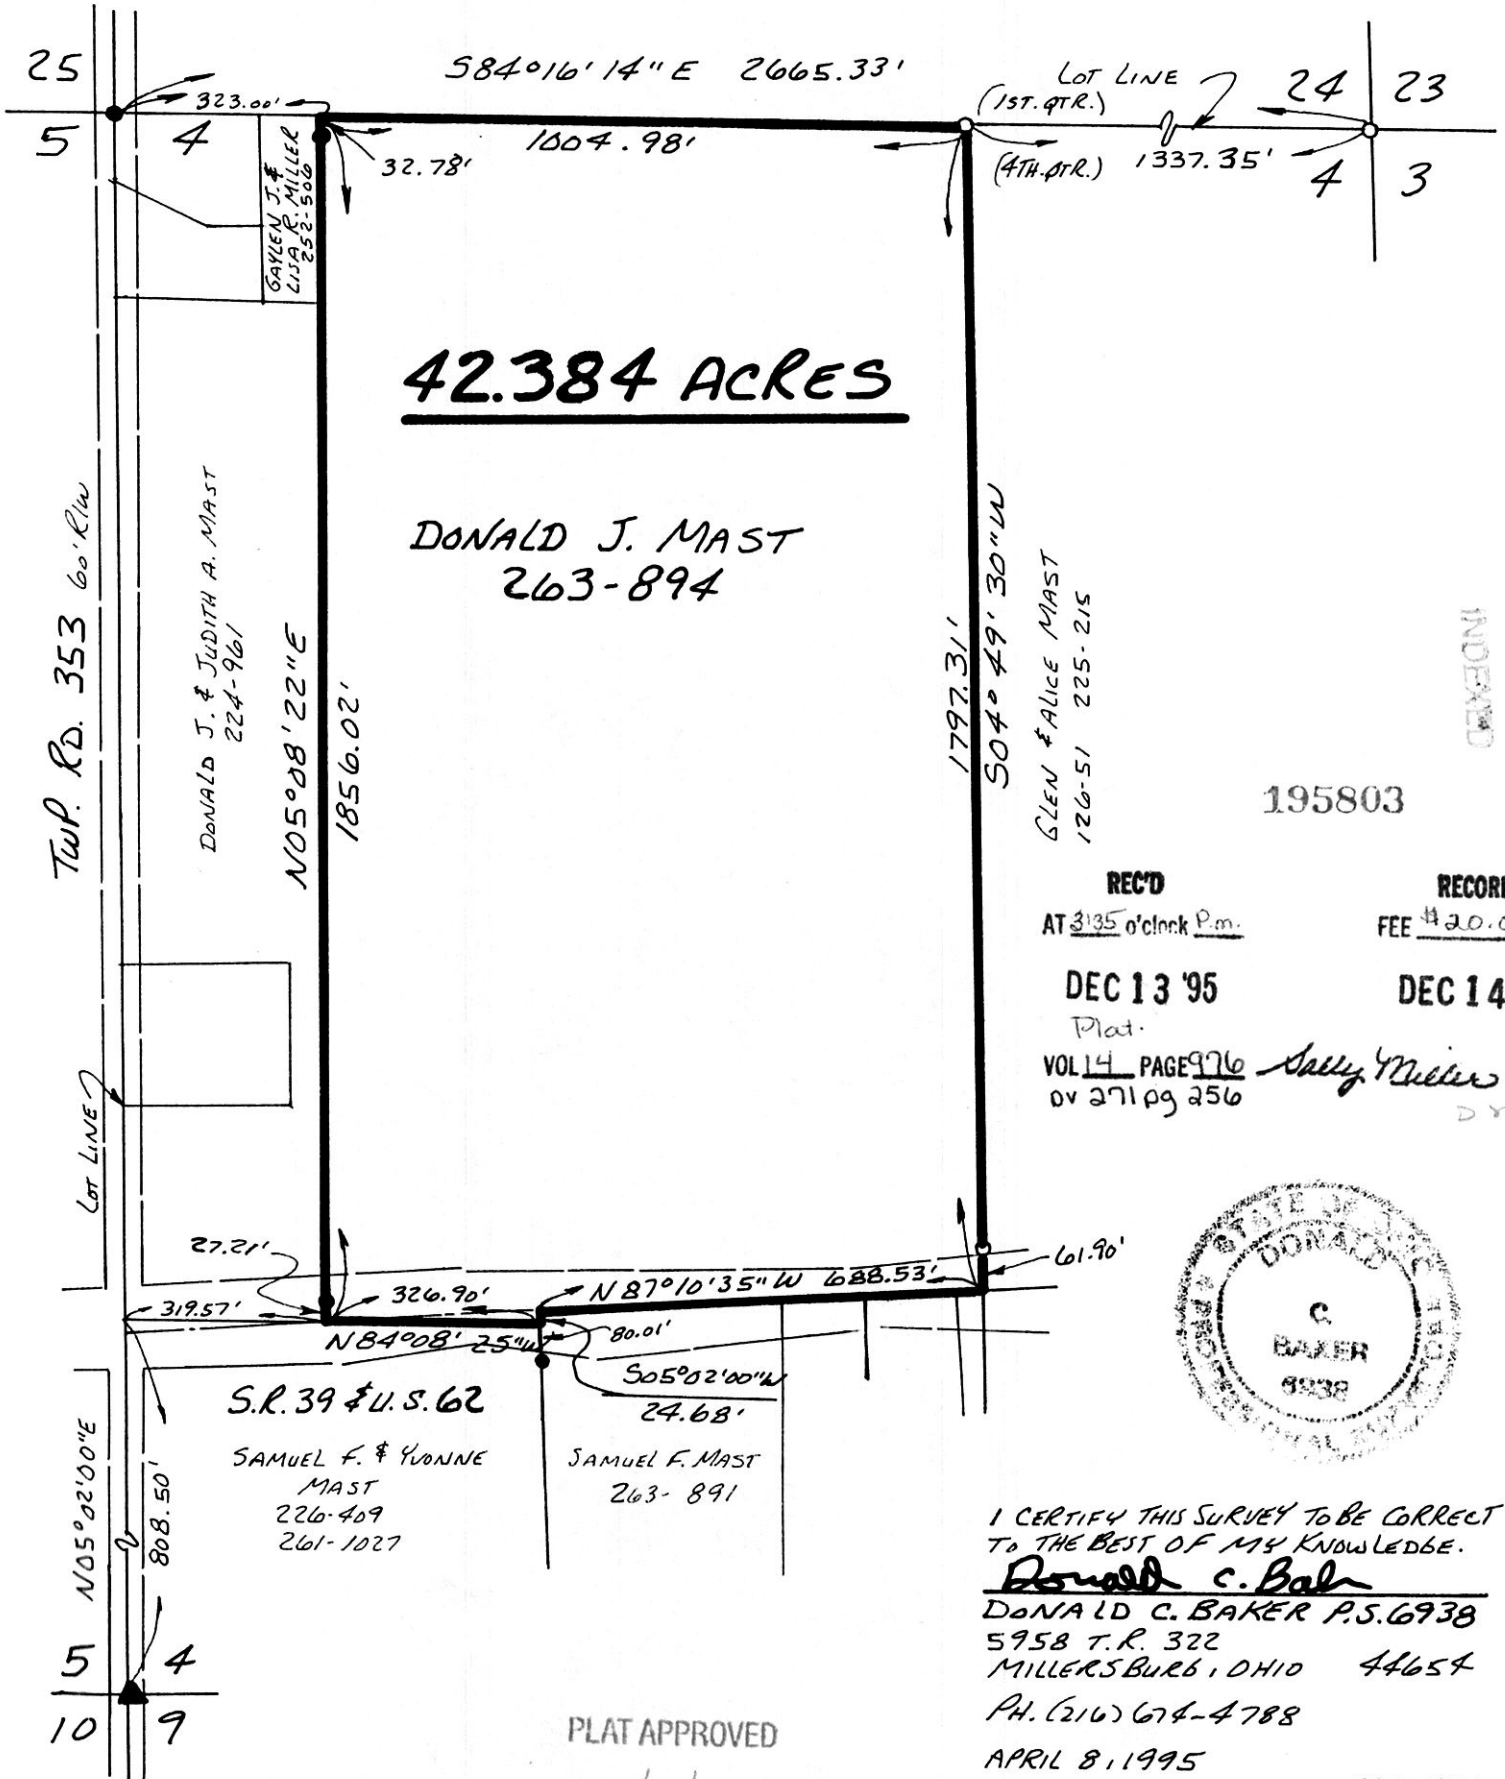 25
S84°16'14"E 2665.33'
LOT LINE
(1ST. QTR.)
24 23
323.00'
5 4
1004.98'
32.78'
(4TH. QTR.) 1337.35'
4 3
GAYLEN J. &
LISA R. MILLER
252-506
42.384 ACRES
DONALD J. MAST
263-894
TWP. RD. 353 60' R/W
DONALD J. & JUDITH A. MAST
224-961
N05°08'22"E
1856.02'
1797.31'
S04°49'30"W
GLEN & ALICE MAST
126-51 225-215
INDEXED
195803
REC'D
AT 3:35 o'clock P.m.
DEC 13 '95
Plat.
VOL 14 PAGE 976
OV 271 pg 256
FEE $20.
DEC 14
Sally Miller
LOT LINE
27.21'
319.57'
326.90'
N87°10'35"W 688.53'
61.90'
N84°08'25"W
80.01'
S05°02'00"W
24.68'
S.R. 39 & U.S. 62
SAMUEL F. & YVONNE
MAST
226-409
261-1027
SAMUEL F. MAST
263-891
N05°02'00"E
808.50'
5 4
10 9
DONALD
C.
BAKER
6938
I CERTIFY THIS SURVEY TO BE CORRECT
TO THE BEST OF MY KNOWLEDGE.
Donald C. Bak
DONALD C. BAKER P.S. 6938
5958 T.R. 322
MILLERSBURG, OHIO 44654
PH. (216) 674-4788
APRIL 8, 1995
PLAT APPROVED